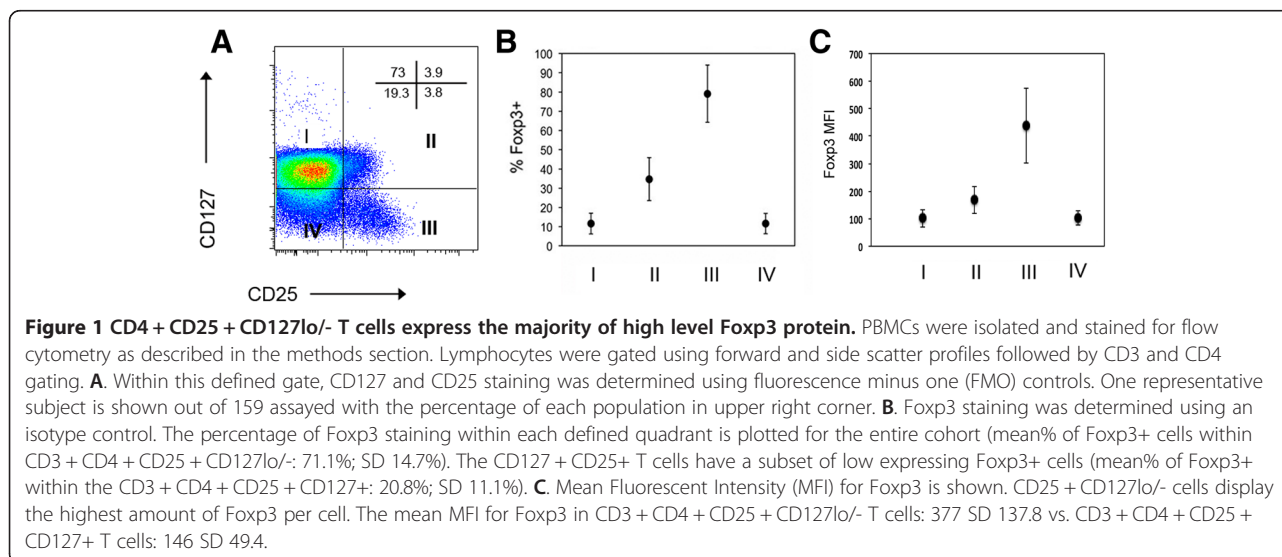 A
B
C
73 3.9
19.3 3.8
I
II
IV
III
CD127
CD25
100
90
80
70
60
50
40
30
20
10
0
% Foxp3+
I II III IV
700
600
500
400
300
200
100
0
Foxp3 MFI
I II III IV
Figure 1 CD4 + CD25 + CD127lo/- T cells express the majority of high level Foxp3 protein. PBMCs were isolated and stained for flow
cytometry as described in the methods section. Lymphocytes were gated using forward and side scatter profiles followed by CD3 and CD4
gating. A. Within this defined gate, CD127 and CD25 staining was determined using fluorescence minus one (FMO) controls. One representative
subject is shown out of 159 assayed with the percentage of each population in upper right corner. B. Foxp3 staining was determined using an
isotype control. The percentage of Foxp3 staining within each defined quadrant is plotted for the entire cohort (mean% of Foxp3+ cells within
CD3 + CD4 + CD25 + CD127lo/-: 71.1%; SD 14.7%). The CD127 + CD25+ T cells have a subset of low expressing Foxp3+ cells (mean% of Foxp3+
within the CD3 + CD4 + CD25 + CD127+: 20.8%; SD 11.1%). C. Mean Fluorescent Intensity (MFI) for Foxp3 is shown. CD25 + CD127lo/- cells display
the highest amount of Foxp3 per cell. The mean MFI for Foxp3 in CD3 + CD4 + CD25 + CD127lo/- T cells: 377 SD 137.8 vs. CD3 + CD4 + CD25 +
CD127+ T cells: 146 SD 49.4.